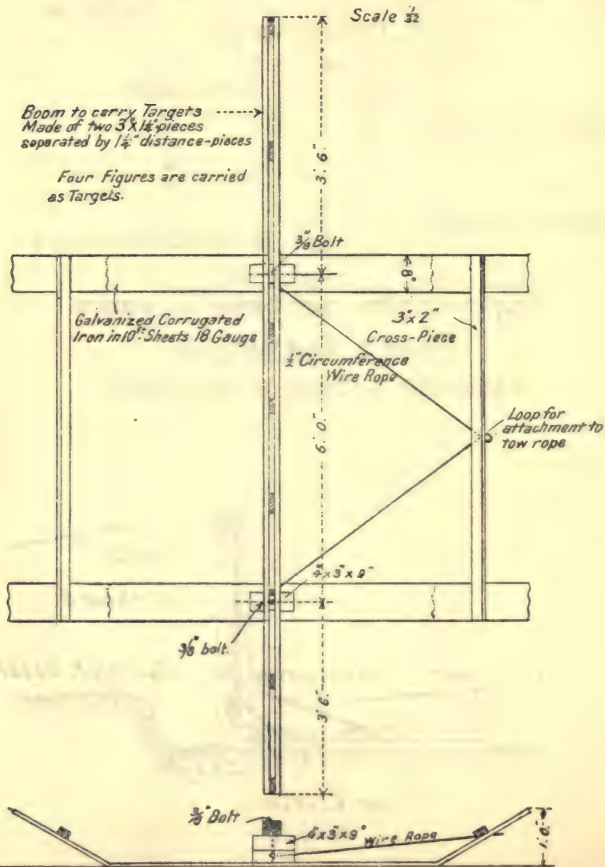 Scale 1/32
Boom to carry Targets
Made of two 3"x1¼" pieces
separated by 1¼" distance-pieces
Four Figures are carried
as Targets.
3'.6."
⅜" Bolt
8"
Galvanized Corrugated
Iron in 10ft Sheets 18 Gauge
3"x2"
Cross-Piece
½" Circumference
Wire Rope
6'.0."
Loop for
attachment to
tow rope
4"x3"x9"
⅜" bolt.
3'.6."
⅜" Bolt
4"x3"x9"
Wire Rope
1'.0."